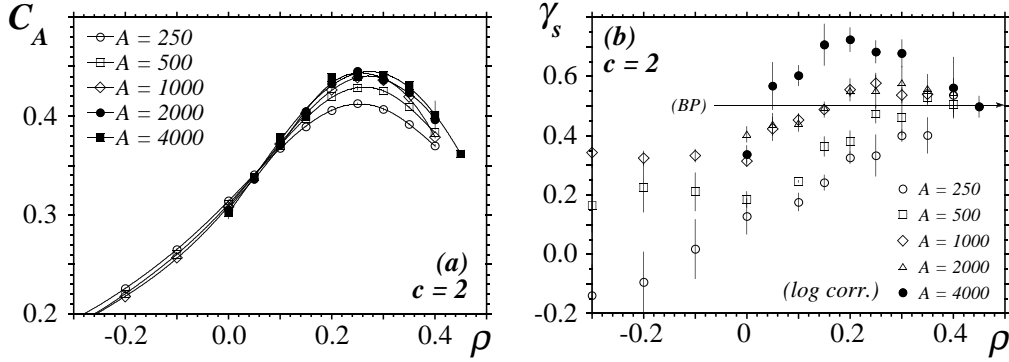 C_A
A = 250
A = 500
A = 1000
A = 2000
A = 4000
0.4
0.3
0.2
(a)
c = 2
-0.2 0.0 0.2 0.4 ρ
γ_s
(b)
c = 2
(BP)
0.6
0.4
0.2
0.0
-0.2
A = 250
A = 500
A = 1000
A = 2000
A = 4000
(log corr.)
-0.2 0 0.2 0.4 ρ